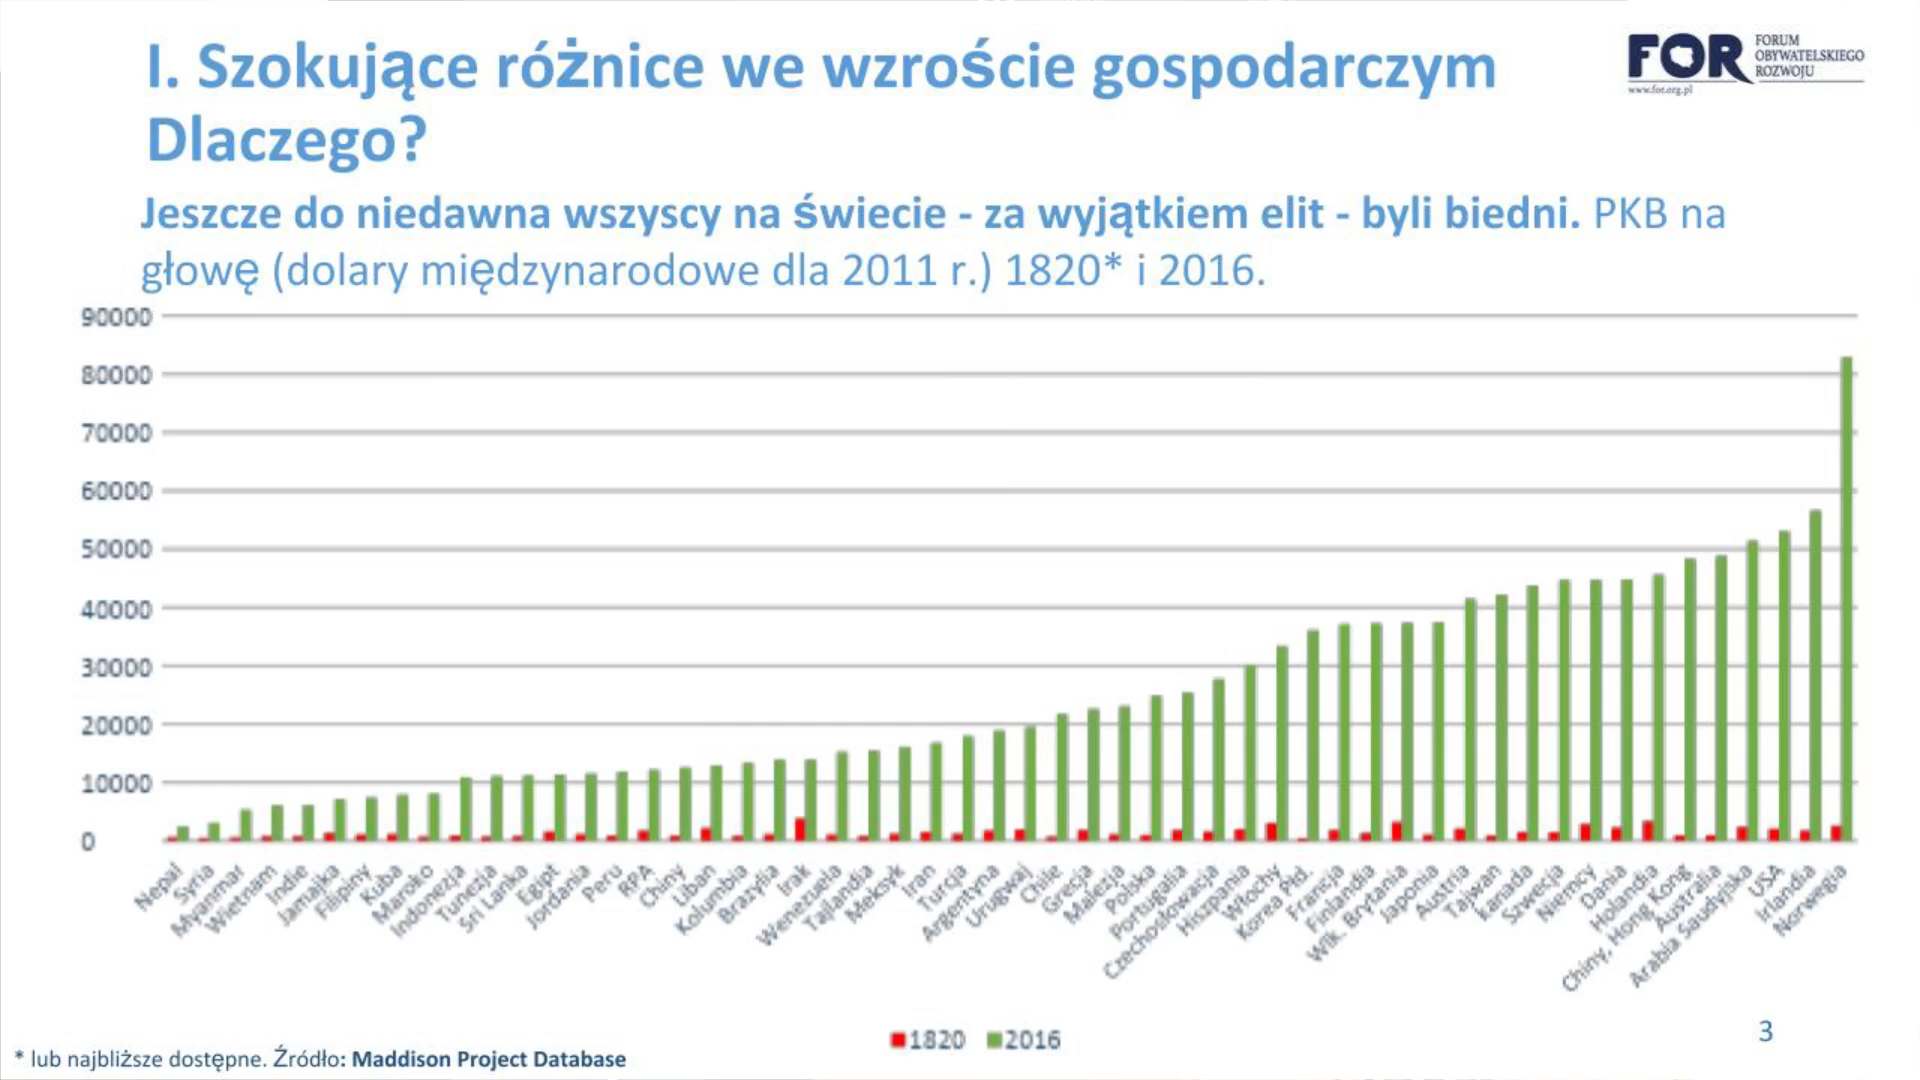 I. Szokujące różnice we wzroście gospodarczym
Dlaczego?
FOR
FORUM
OBYWATELSKIEGO
ROZWOJU
www.for.org.pl
Jeszcze do niedawna wszyscy na świecie - za wyjątkiem elit - byli biedni. PKB na
głowę (dolary międzynarodowe dla 2011 r.) 1820* i 2016.
90000
80000
70000
60000
50000
40000
30000
20000
10000
0
Nepal
Syria
Myanmar
Wietnam
Indie
Jamajka
Filipiny
Kuba
Maroko
Indonezja
Tunezja
Sri Lanka
Egipt
Jordania
Peru
RPA
Chiny
Liban
Kolumbia
Brazylia
Irak
Wenezuela
Tajlandia
Meksyk
Iran
Turcja
Argentyna
Urugwaj
Chile
Grecja
Malezja
Polska
Portugalia
Czechosłowacja
Hiszpania
Włochy
Korea Płd.
Francja
Finlandia
Wlk. Brytania
Japonia
Austria
Tajwan
kanada
Szwecja
Niemcy
Dania
Holandia
Chiny, Hong Kong
Australia
Arabia Saudyjska
USA
Irlandia
Norwegia
1820
2016
3
* lub najbliższe dostępne. Źródło: Maddison Project Database